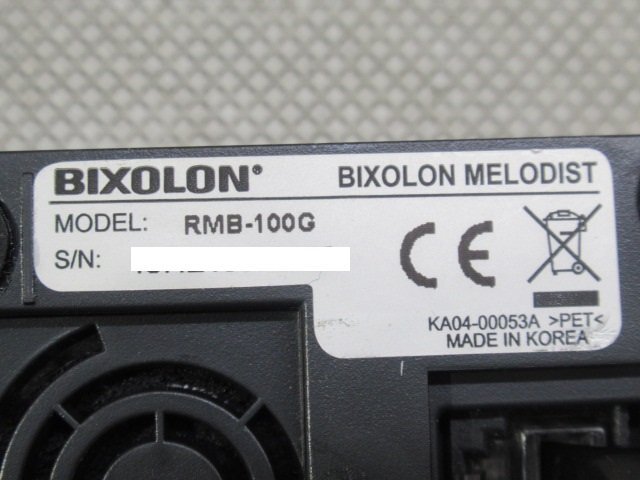 BIXOLON® BIXOLON MELODIST
MODEL: RMB-100G
S/N:
CE
KA04-00053A >PET<
MADE IN KOREA